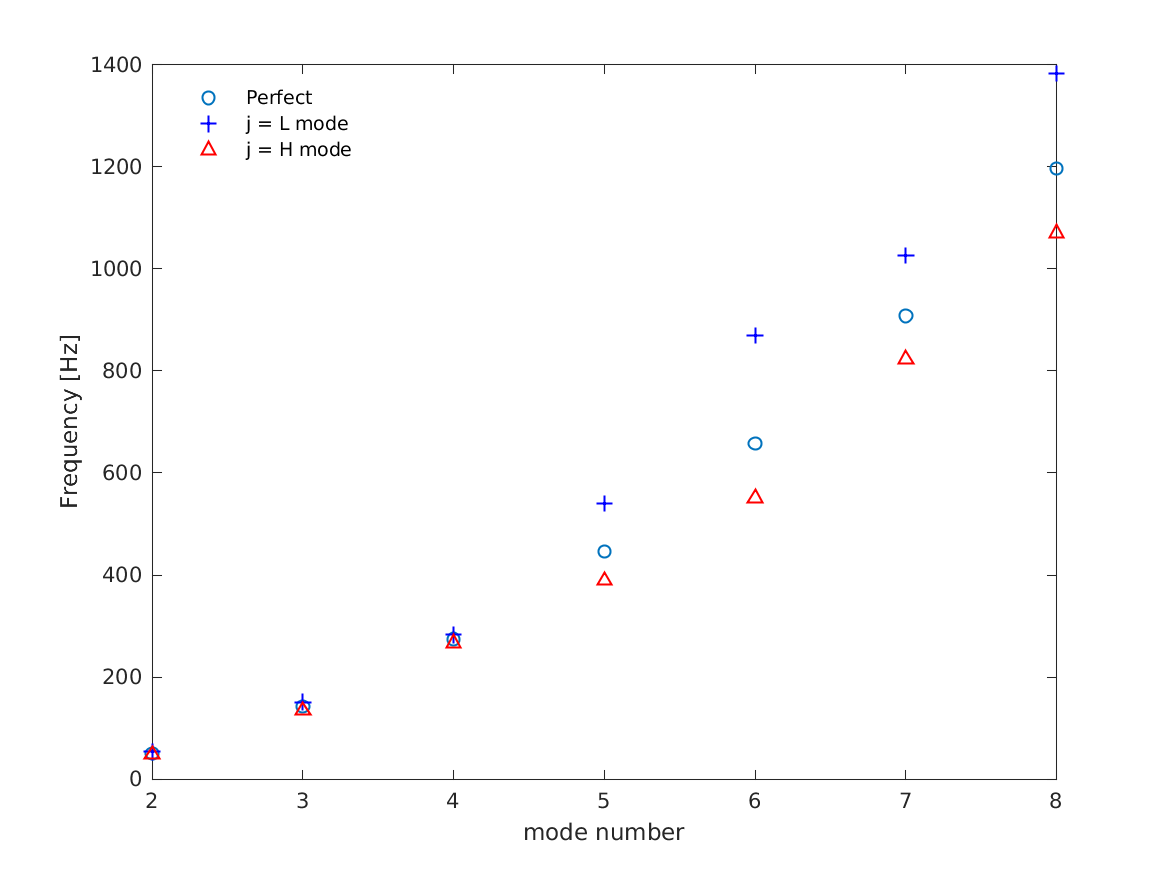 1400
1200
1000
800
600
400
200
0
Frequency [Hz]
Perfect
j = L mode
j = H mode
2 3 4 5 6 7 8
mode number